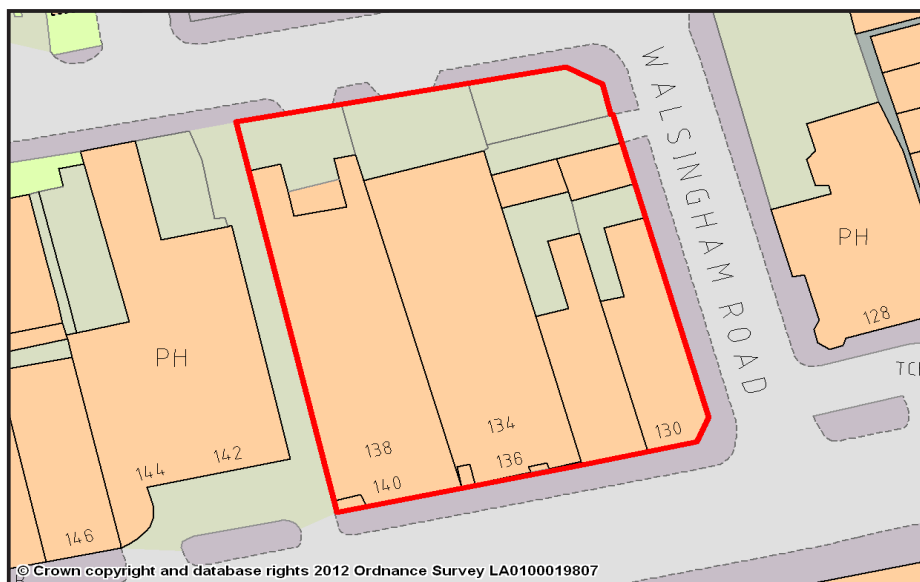 WALSINGHAM ROAD
PH
128
TCB
PH
138
134
130
136
140
142
144
146
© Crown copyright and database rights 2012 Ordnance Survey LA0100019807